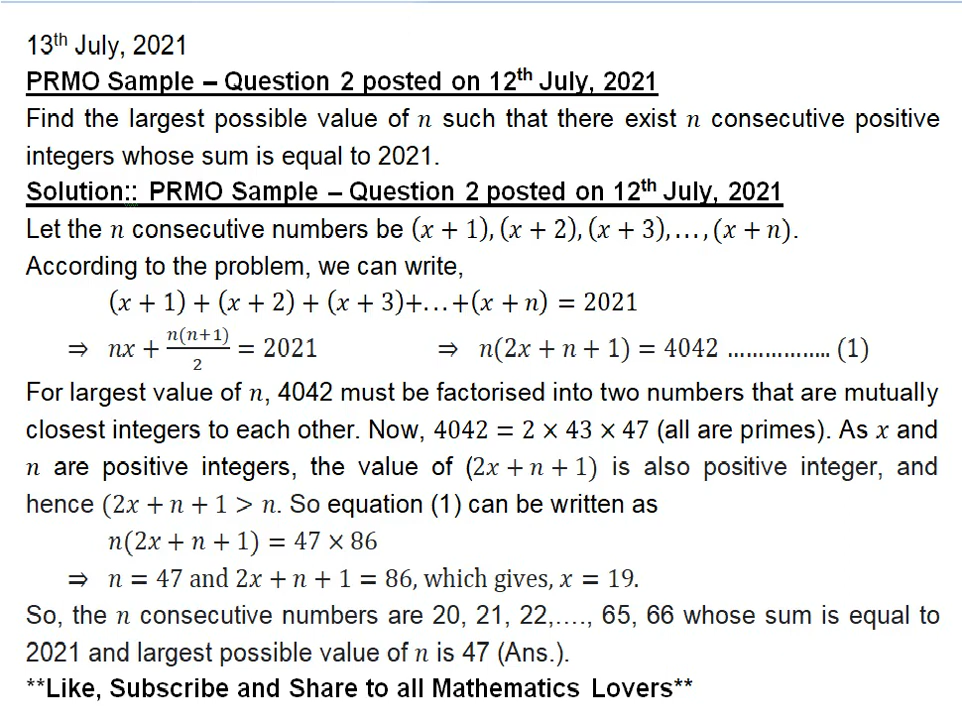 13th July, 2021
PRMO Sample – Question 2 posted on 12th July, 2021
Find the largest possible value of n such that there exist n consecutive positive
integers whose sum is equal to 2021.
Solution:: PRMO Sample – Question 2 posted on 12th July, 2021
Let the n consecutive numbers be (x + 1), (x + 2), (x + 3), … , (x + n).
According to the problem, we can write,
(x + 1) + (x + 2) + (x + 3)+. . . +(x + n) = 2021
⇒ nx + n(n+1)/2 = 2021 ⇒ n(2x + n + 1) = 4042 .................. (1)
For largest value of n, 4042 must be factorised into two numbers that are mutually
closest integers to each other. Now, 4042 = 2 × 43 × 47 (all are primes). As x and
n are positive integers, the value of (2x + n + 1) is also positive integer, and
hence (2x + n + 1 > n. So equation (1) can be written as
n(2x + n + 1) = 47 × 86
⇒ n = 47 and 2x + n + 1 = 86, which gives, x = 19.
So, the n consecutive numbers are 20, 21, 22,...., 65, 66 whose sum is equal to
2021 and largest possible value of n is 47 (Ans.).
**Like, Subscribe and Share to all Mathematics Lovers**